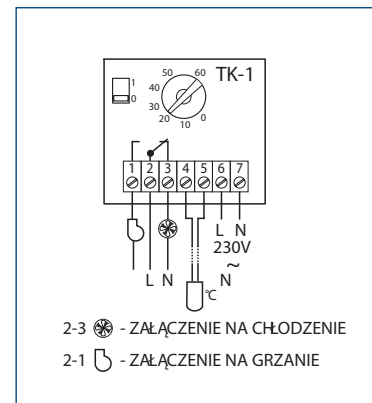 TK-1
50 60
40
30
20 10 0
1
0
1 2 3 4 5 6 7
L N L N
230V
~
N
°C
2-3 - ZAŁĄCZENIE NA CHŁODZENIE
2-1 - ZAŁĄCZENIE NA GRZANIE